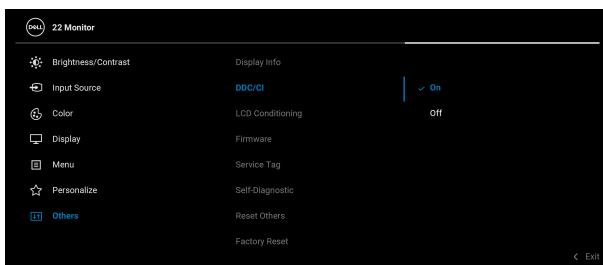 DELL 22 Monitor
Brightness/Contrast Display Info
Input Source DDC/CI On
Color LCD Conditioning Off
Display Firmware
Menu Service Tag
Personalize Self-Diagnostic
Others Reset Others
Factory Reset
Exit